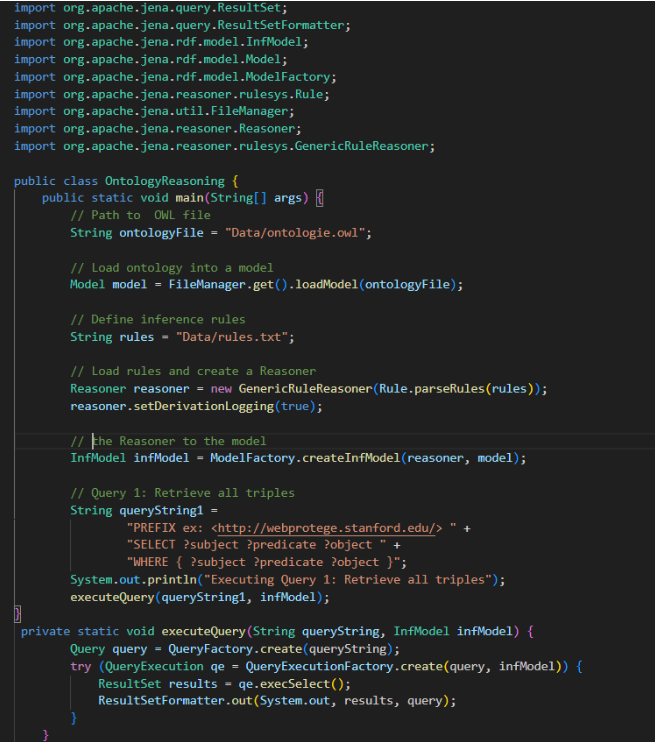 import org.apache.jena.query.ResultSet;
import org.apache.jena.query.ResultSetFormatter;
import org.apache.jena.rdf.model.InfModel;
import org.apache.jena.rdf.model.Model;
import org.apache.jena.rdf.model.ModelFactory;
import org.apache.jena.reasoner.rulesys.Rule;
import org.apache.jena.util.FileManager;
import org.apache.jena.reasoner.Reasoner;
import org.apache.jena.reasoner.rulesys.GenericRuleReasoner;

public class OntologyReasoning {
    public static void main(String[] args) {
        // Path to  OWL file
        String ontologyFile = "Data/ontologie.owl";

        // Load ontology into a model
        Model model = FileManager.get().loadModel(ontologyFile);

        // Define inference rules
        String rules = "Data/rules.txt";

        // Load rules and create a Reasoner
        Reasoner reasoner = new GenericRuleReasoner(Rule.parseRules(rules));
        reasoner.setDerivationLogging(true);

        // the Reasoner to the model
        InfModel infModel = ModelFactory.createInfModel(reasoner, model);

        // Query 1: Retrieve all triples
        String queryString1 =
                "PREFIX ex: <http://webprotege.stanford.edu/> " +
                "SELECT ?subject ?predicate ?object " +
                "WHERE { ?subject ?predicate ?object }";
        System.out.println("Executing Query 1: Retrieve all triples");
        executeQuery(queryString1, infModel);
}
 private static void executeQuery(String queryString, InfModel infModel) {
        Query query = QueryFactory.create(queryString);
        try (QueryExecution qe = QueryExecutionFactory.create(query, infModel)) {
            ResultSet results = qe.execSelect();
            ResultSetFormatter.out(System.out, results, query);
        }
    }